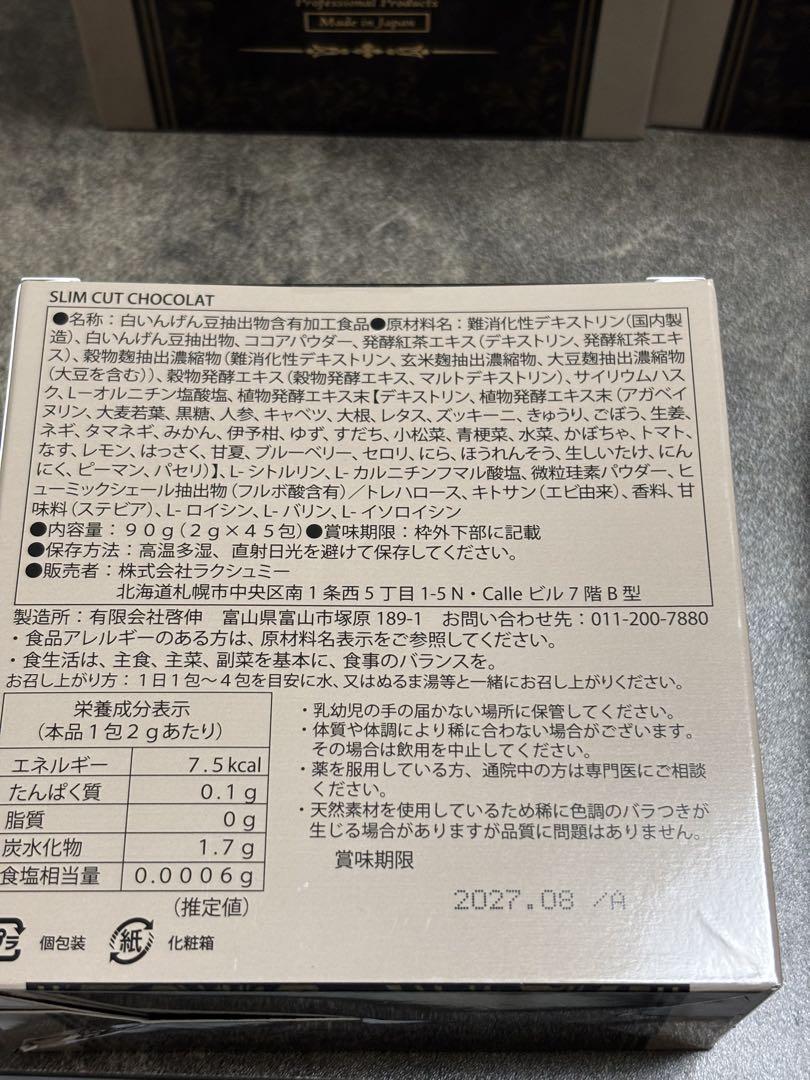 Professional Products
Made in Japan
SLIM CUT CHOCOLAT
●名称：白いんげん豆抽出物含有加工食品●原材料名：難消化性デキストリン（国内製
造）、白いんげん豆抽出物、ココアパウダー、発酵紅茶エキス（デキストリン、発酵紅茶エキ
ス）、穀物麹抽出濃縮物（難消化性デキストリン、玄米麹抽出濃縮物、大豆麹抽出濃縮物
（大豆を含む））、穀物発酵エキス（穀物発酵エキス、マルトデキストリン）、サイリウムハス
ク、L-オルニチン塩酸塩、植物発酵エキス末【デキストリン、植物発酵エキス末（アガベイ
ヌリン、大麦若葉、黒糖、人参、キャベツ、大根、レタス、ズッキーニ、きゅうり、ごぼう、生姜、
ネギ、タマネギ、みかん、伊予柑、ゆず、すだち、小松菜、青梗菜、水菜、かぼちゃ、トマト、
なす、レモン、はっさく、甘夏、ブルーベリー、セロリ、にら、ほうれんそう、生しいたけ、にん
にく、ピーマン、パセリ）】、L-シトルリン、L-カルニチンフマル酸塩、微粒珪素パウダー、ヒ
ューミックシェール抽出物（フルボ酸含有）／トレハロース、キトサン（エビ由来）、香料、甘
味料（ステビア）、L-ロイシン、L-バリン、L-イソロイシン
●内容量：９０g（２g×４５包）●賞味期限：枠外下部に記載
●保存方法：高温多湿、直射日光を避けて保存してください。
●販売者：株式会社ラクシュミー
北海道札幌市中央区南１条西５丁目1-5 N・Calle ビル７階Ｂ型
製造所：有限会社啓伸　富山県富山市塚原 189-1　お問い合わせ先：011-200-7880
・食品アレルギーのある方は、原材料名表示をご参照してください。
・食生活は、主食、主菜、副菜を基本に、食事のバランスを。
お召し上がり方：１日１包～４包を目安に水、又はぬるま湯等と一緒にお召し上がりください。
栄養成分表示
（本品１包２gあたり）
エネルギー 7.5kcal
たんぱく質 0.1g
脂質 0g
炭水化物 1.7g
食塩相当量 0.0006g
（推定値）
・乳幼児の手の届かない場所に保管してください。
・体質や体調により稀に合わない場合がございます。
その場合は飲用を中止してください。
・薬を服用している方、通院中の方は専門医にご相談
ください。
・天然素材を使用しているため稀に色調のバラつきが
生じる場合がありますが品質に問題はありません。
賞味期限
2027.08 /A
プラ 個包装 紙 化粧箱